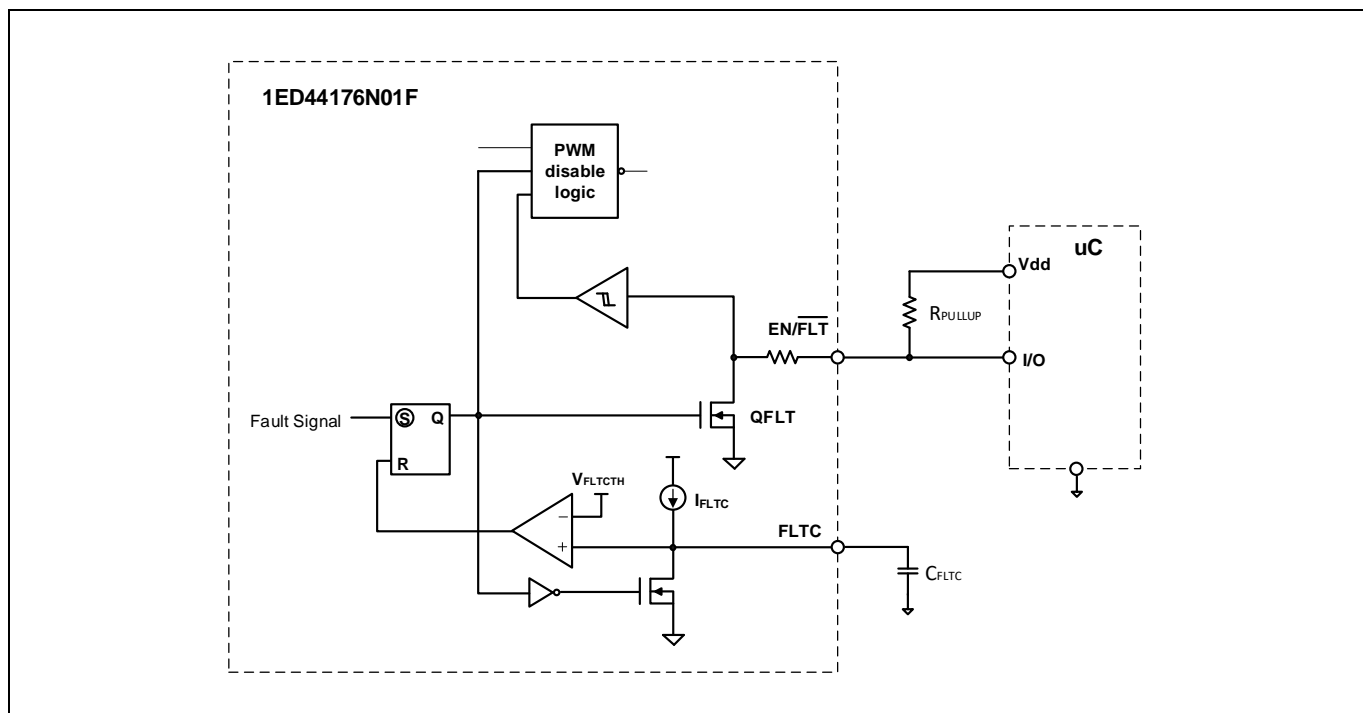 1ED44176N01F
PWM
disable
logic
uC
Vdd
RPULLUP
EN/FLT
I/O
Fault Signal
S
Q
QFLT
R
VFLTCTH
IFLTC
−
+
FLTC
CFLTC